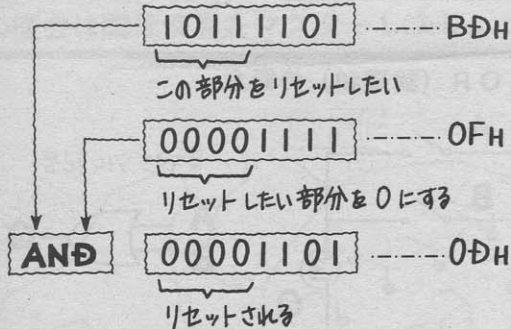 10111101 BDH
この部分をリセットしたい
00001111 0FH
リセットしたい部分を0にする
AND 00001101 0DH
リセットされる